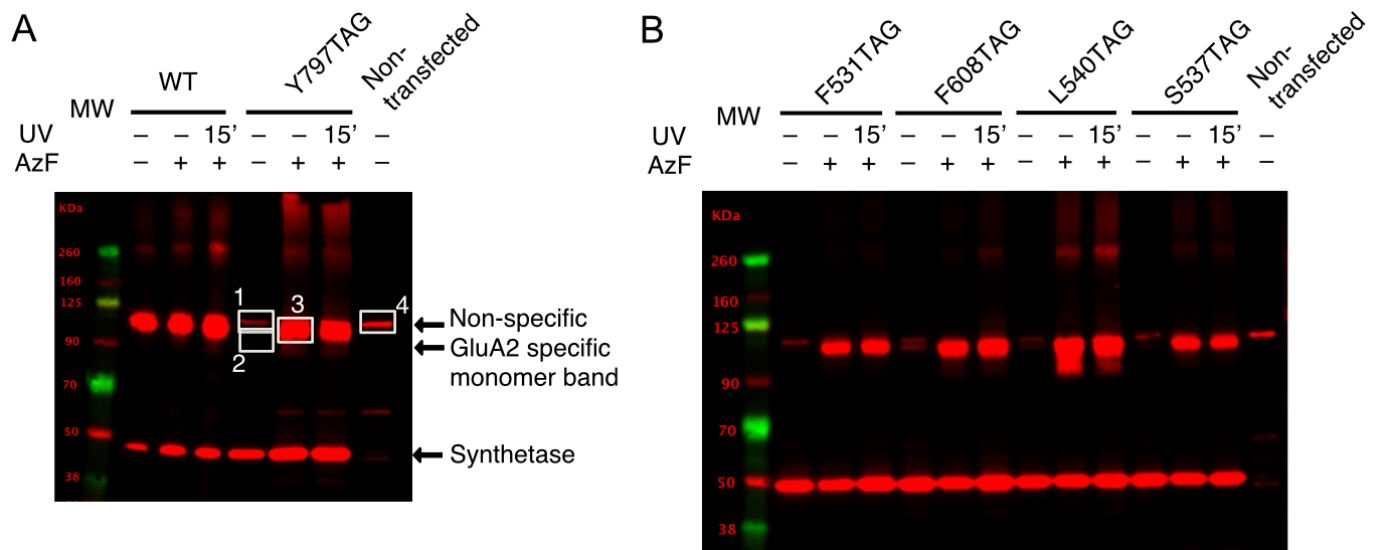 A
WT
Y797TAG
Non-
transfected
MW
UV – – 15’ – – 15’ –
AzF – + + – + + –
KDa
260
160
125
90
70
50
38
1
2
3
4
Non-specific
GluA2 specific
monomer band
Synthetase
B
F531TAG
F608TAG
L540TAG
S537TAG
Non-
transfected
MW
UV – – 15’ – – 15’ – – 15’ – – 15’ –
AzF – + + – + + – + + – + + –
KDa
260
160
125
90
70
50
38